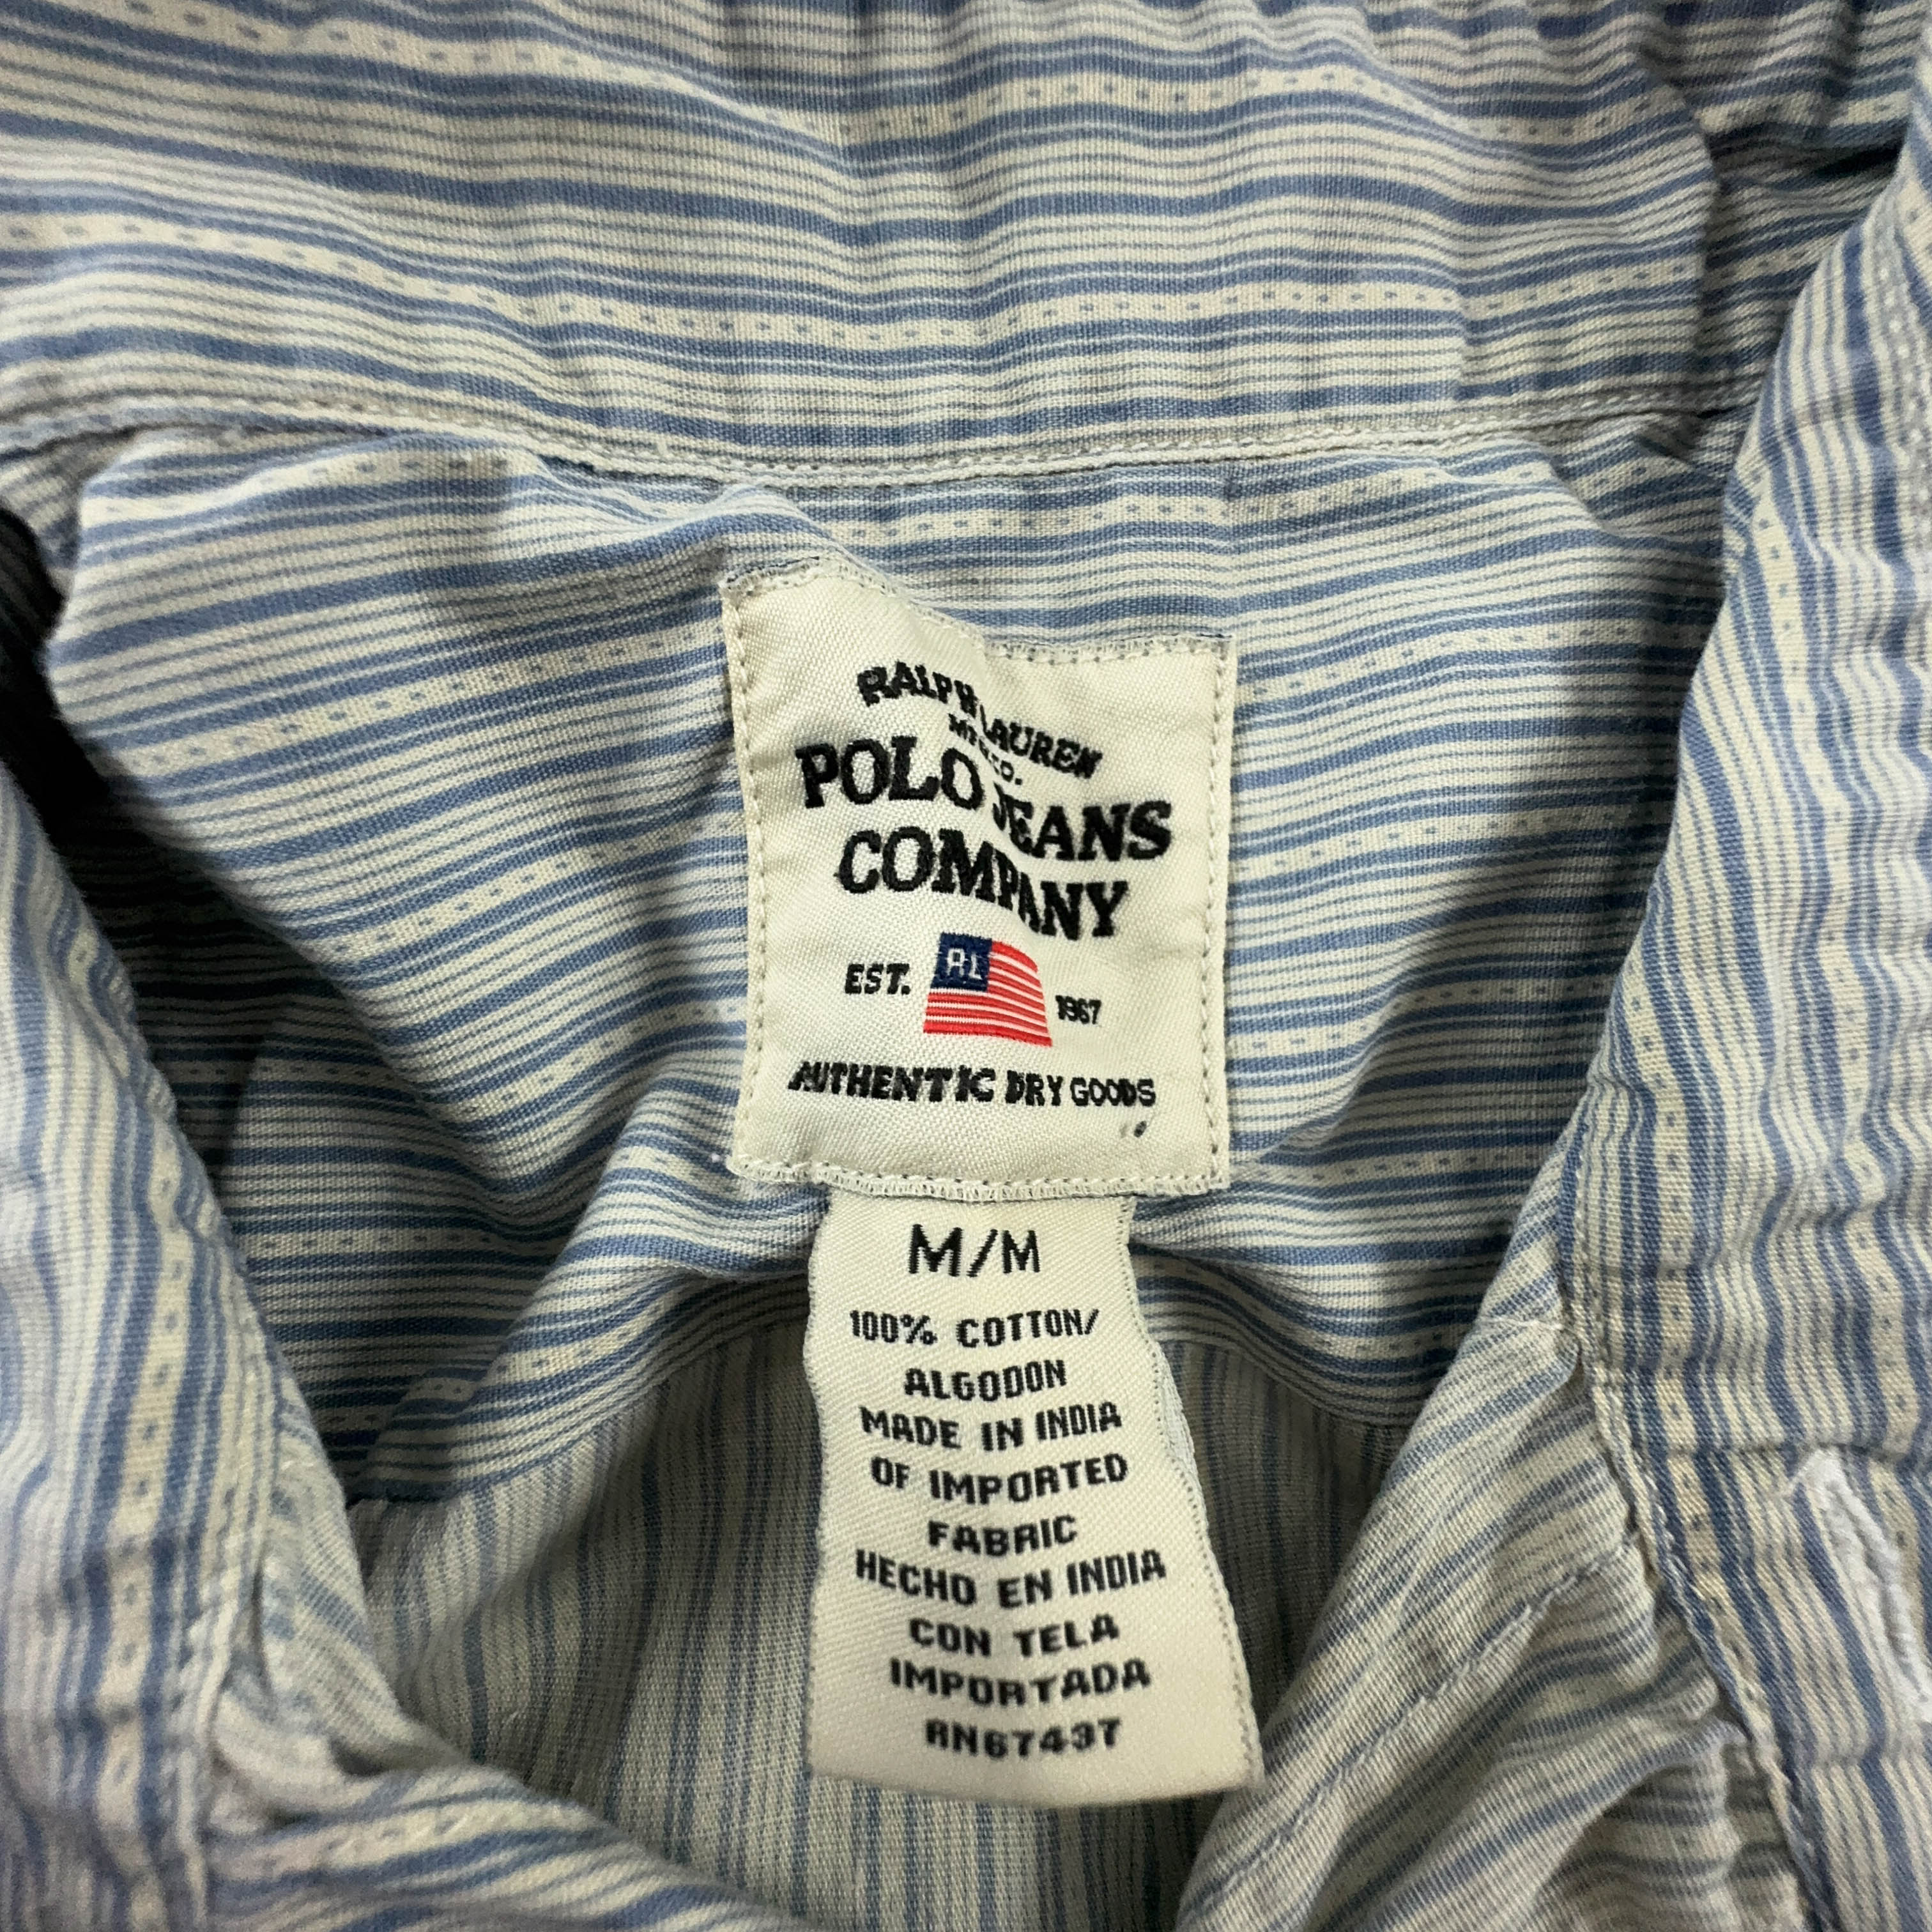 RALPH LAUREN
MFG. CO.
POLO JEANS
COMPANY
EST. RL 1967
AUTHENTIC DRY GOODS
M/M
100% COTTON/
ALGODON
MADE IN INDIA
OF IMPORTED
FABRIC
HECHO EN INDIA
CON TELA
IMPORTADA
RN67437